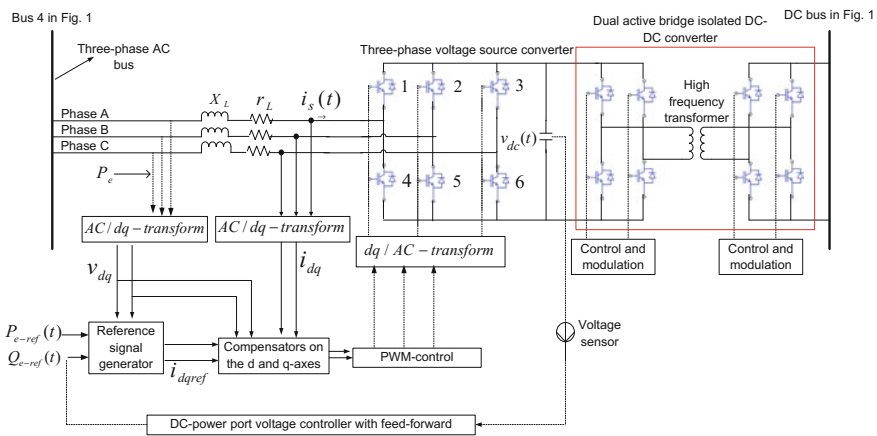 Bus 4 in Fig. 1
Dual active bridge isolated DC-
DC converter
DC bus in Fig. 1
Three-phase AC
bus
Three-phase voltage source converter
X_L
r_L
i_s(t)
1
2
3
High
frequency
transformer
Phase A
Phase B
Phase C
v_dc(t)
P_e
4
5
6
AC/dq-transform
AC/dq-transform
dq / AC - transform
Control and
modulation
Control and
modulation
v_dq
i_dq
P_e-ref(t)
Q_e-ref(t)
Reference
signal
generator
i_dqref
Compensators on
the d and q-axes
PWM-control
Voltage
sensor
DC-power port voltage controller with feed-forward